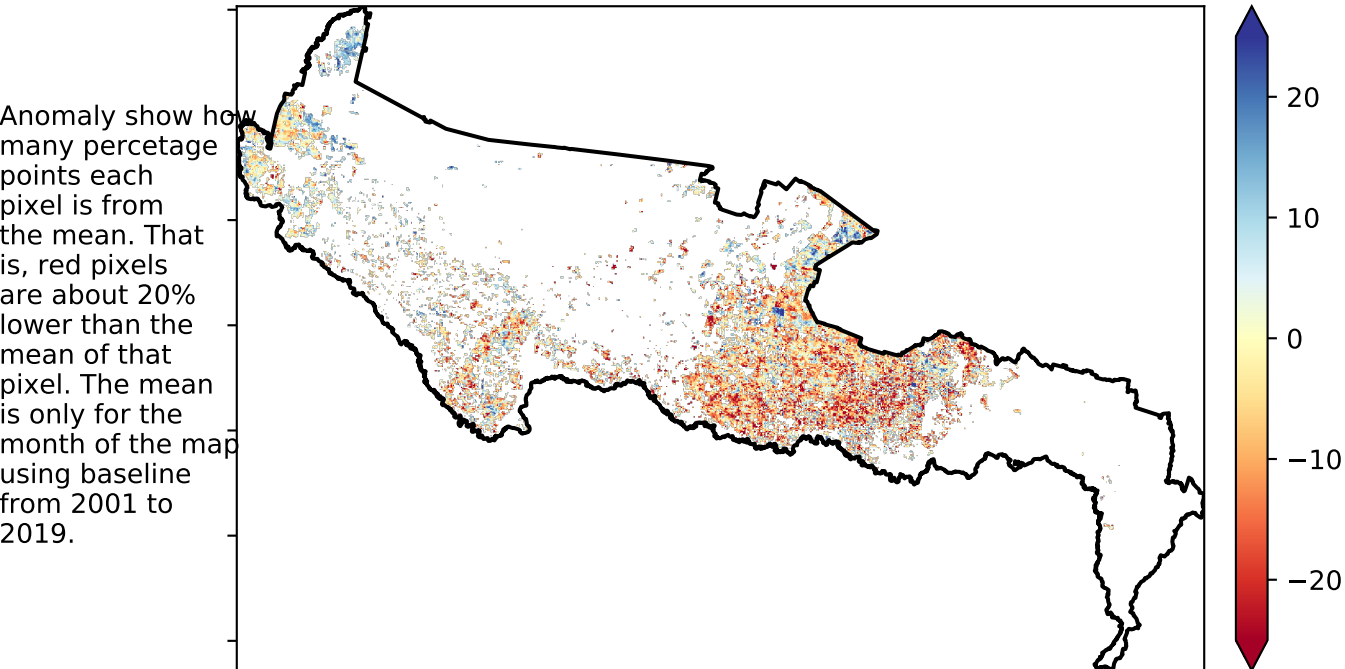 Anomaly show how
many percetage
points each
pixel is from
the mean. That
is, red pixels
are about 20%
lower than the
mean of that
pixel. The mean
is only for the
month of the map
using baseline
from 2001 to
2019.
20
10
0
−10
−20